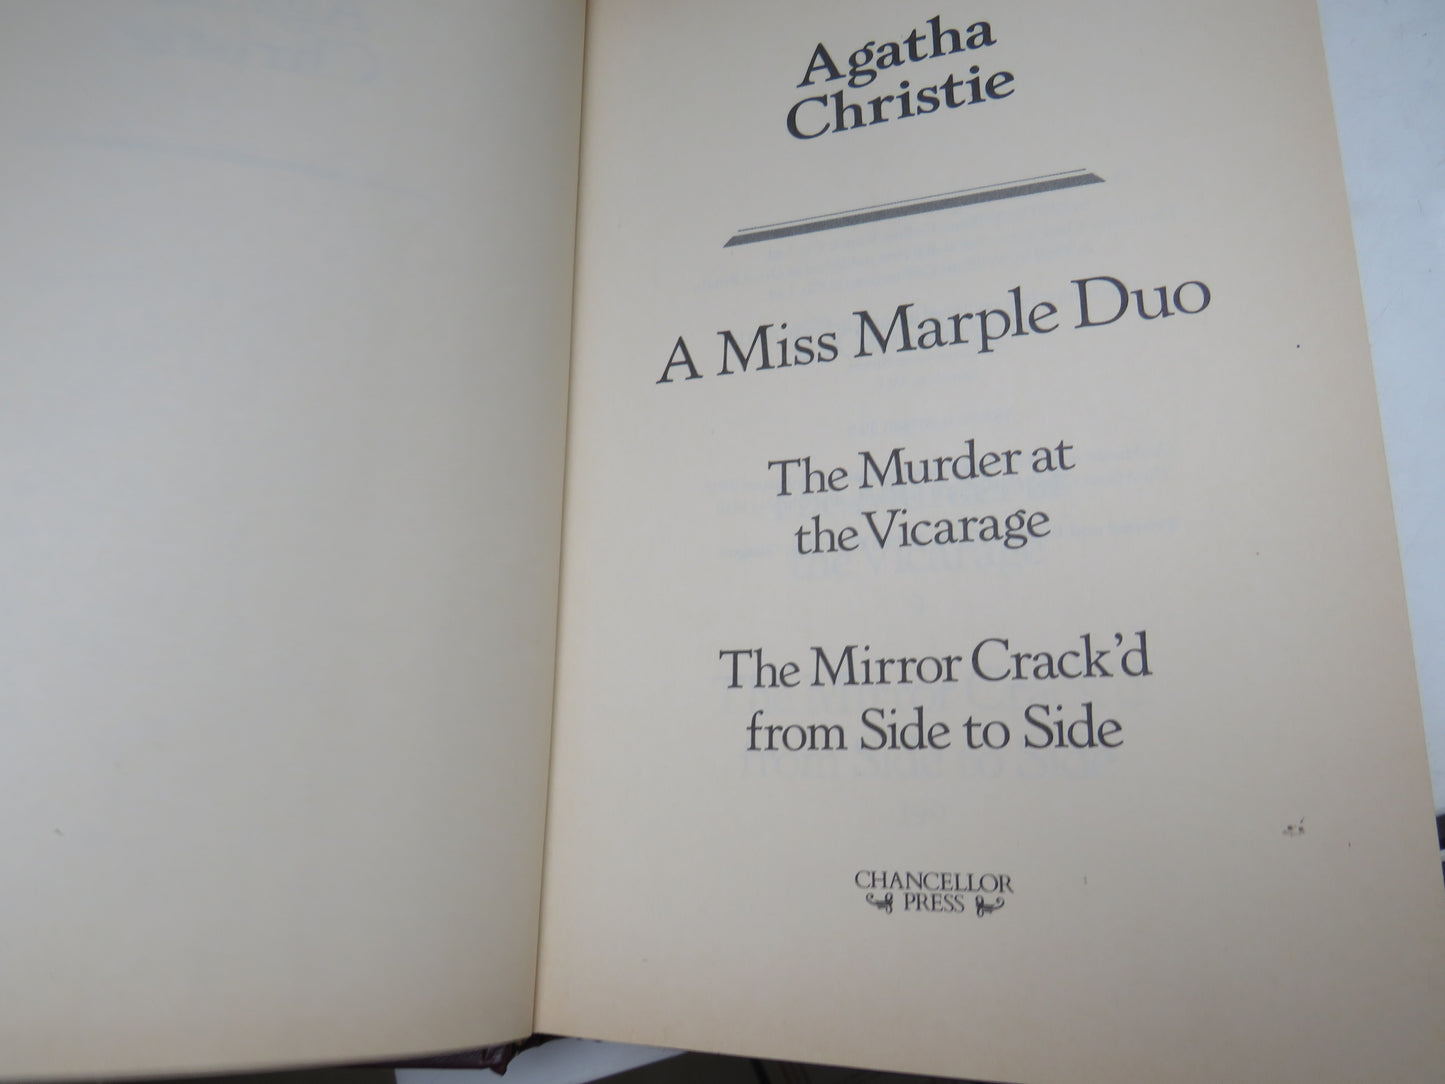 Agatha
Christie
A Miss Marple Duo
The Murder at
the Vicarage
The Mirror Crack'd
from Side to Side
CHANCELLOR
PRESS